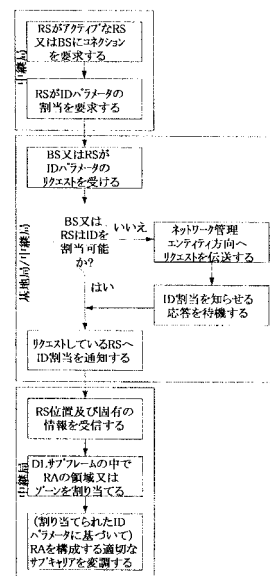 RSがアクティブなRS
又はBSにコネクション
を要求する
RSがIDパラメータの
割当を要求する
中継局
BS又はRSが
IDパラメータの
リクエストを受ける
BS又は
RSはIDを
割当可能
か?
いいえ
ネットワーク管理
エンティティ方向へ
リクエストを伝送する
はい
ID割当を知らせる
応答を待機する
リクエストしているRSへ
ID割当を通知する
基地局/中継局
RS位置及び固有の
情報を受信する
DLサブフレームの中で
RAの領域又は
ゾーンを割り当てる
(割り当てられたID
パラメータに基づいて)
RAを構成する適切な
サブキャリアを変調する
中継局